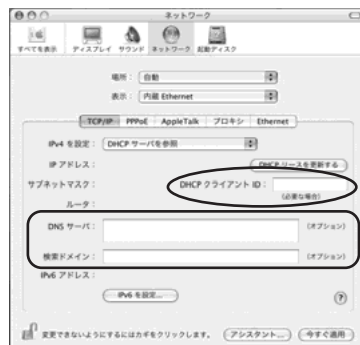 ネットワーク
すべてを表示 ディスプレイ サウンド ネットワーク 起動ディスク
場所： 自動
表示： 内蔵 Ethernet
TCP/IP PPPoE AppleTalk プロキシ Ethernet
IPv4 を設定： DHCP サーバを参照
IP アドレス： DHCP リースを更新する
サブネットマスク： DHCP クライアント ID：
ルータ： (必要な場合)
DNS サーバ： (オプション)
検索ドメイン： (オプション)
IPv6 アドレス：
IPv6 を設定... ?
変更できないようにするにはカギをクリックします。 アシスタント... 今すぐ適用